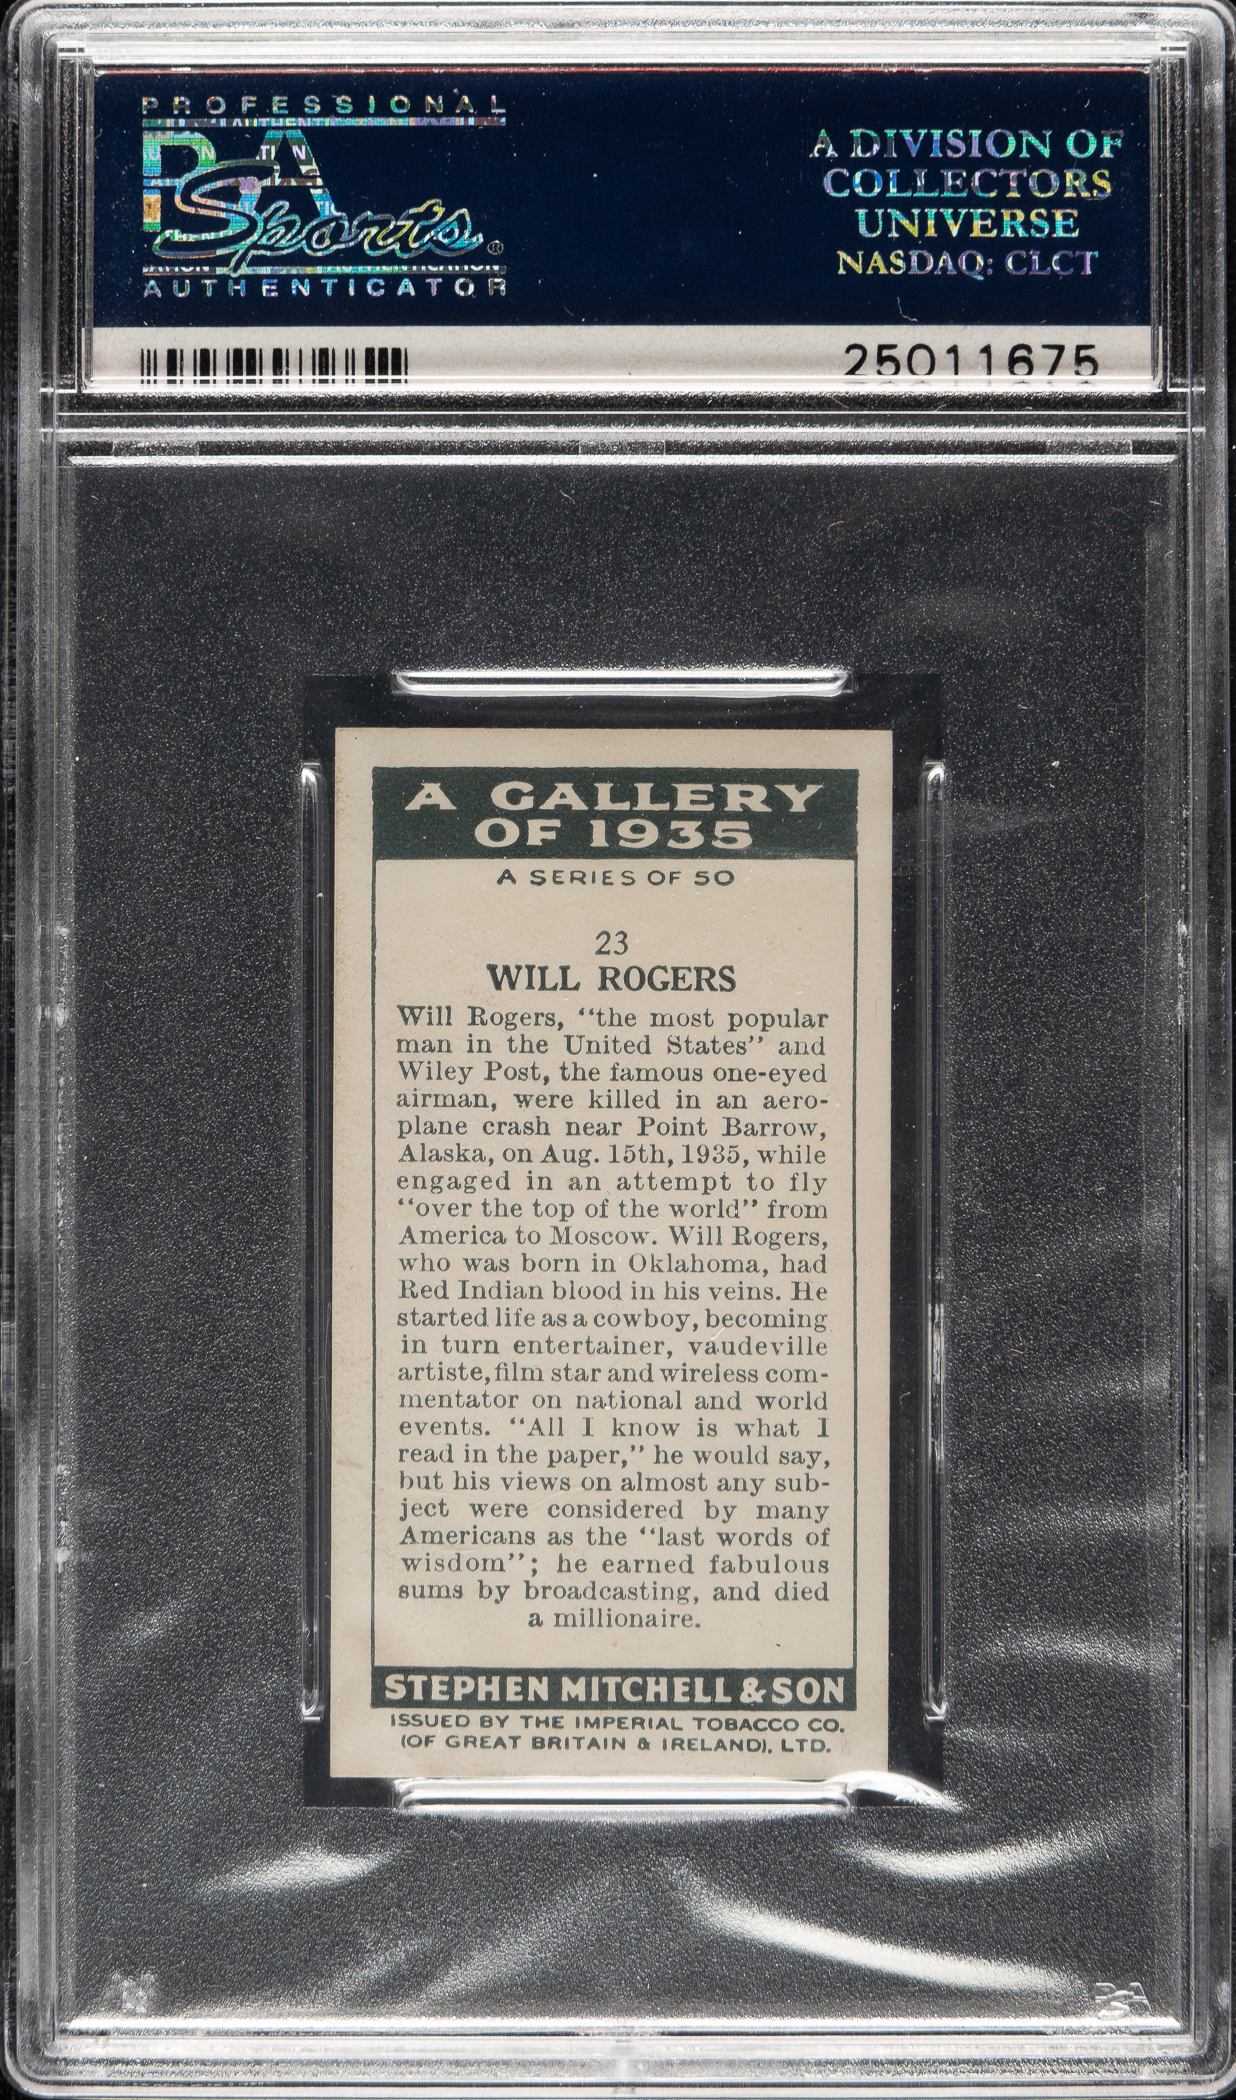 PROFESSIONAL
PSA
Sports®
AUTHENTICATION
AUTHENTICATOR
A DIVISION OF
COLLECTORS
UNIVERSE
NASDAQ: CLCT
25011675
A GALLERY
OF 1935
A SERIES OF 50
23
WILL ROGERS
Will Rogers, “the most popular
man in the United States” and
Wiley Post, the famous one-eyed
airman, were killed in an aero-
plane crash near Point Barrow,
Alaska, on Aug. 15th, 1935, while
engaged in an attempt to fly
“over the top of the world” from
America to Moscow. Will Rogers,
who was born in Oklahoma, had
Red Indian blood in his veins. He
started life as a cowboy, becoming
in turn entertainer, vaudeville
artiste, film star and wireless com-
mentator on national and world
events. “All I know is what I
read in the paper,” he would say,
but his views on almost any sub-
ject were considered by many
Americans as the “last words of
wisdom”; he earned fabulous
sums by broadcasting, and died
a millionaire.
STEPHEN MITCHELL & SON
ISSUED BY THE IMPERIAL TOBACCO CO.
(OF GREAT BRITAIN & IRELAND), LTD.
PSA